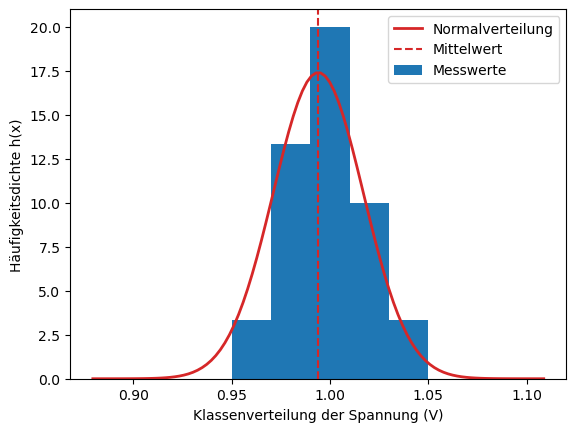 Normalverteilung
Mittelwert
Messwerte
Häufigkeitsdichte h(x)
20.0
17.5
15.0
12.5
10.0
7.5
5.0
2.5
0.0
0.90 0.95 1.00 1.05 1.10
Klassenverteilung der Spannung (V)